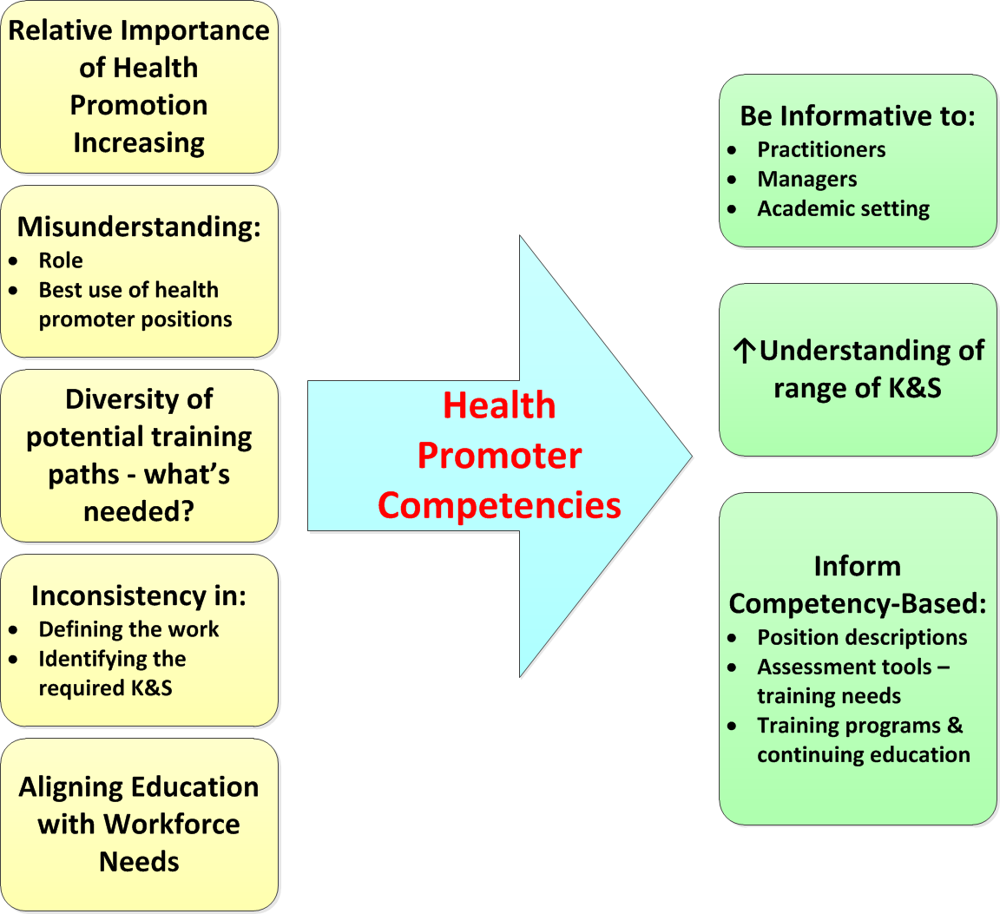 Relative Importance
of Health
Promotion
Increasing
Misunderstanding:
• Role
• Best use of health
promoter positions
Diversity of
potential training
paths - what’s
needed?
Inconsistency in:
• Defining the work
• Identifying the
required K&S
Aligning Education
with Workforce
Needs
Health
Promoter
Competencies
Be Informative to:
• Practitioners
• Managers
• Academic setting
↑Understanding of
range of K&S
Inform
Competency-Based:
• Position descriptions
• Assessment tools –
training needs
• Training programs &
continuing education